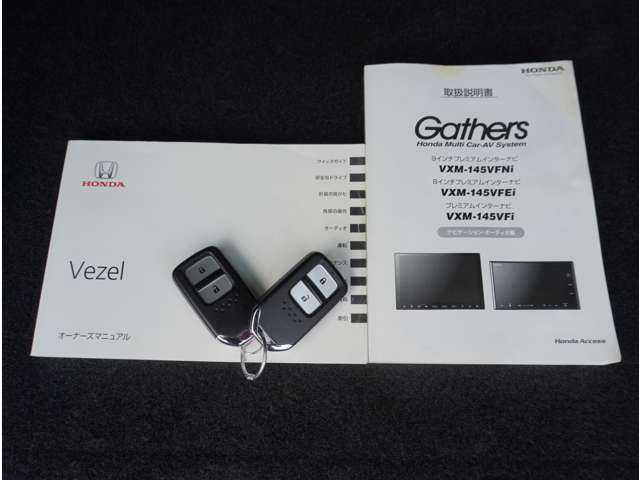 HONDA
Vezel
オーナーズマニュアル
クイックガイド
安全なドライブ
計器の見かた
各部の操作
オーディオ
運転
索引
HONDA
取扱説明書
Gathers
Honda Multi Car-AV System
9インチプレミアムインターナビ
VXM-145VFNi
8インチプレミアムインターナビ
VXM-145VFEi
プレミアムインターナビ
VXM-145VFi
ナビゲーション・オーディオ編
Honda Access